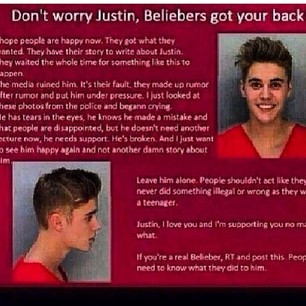 Don't worry Justin, Beliebers got your back
hope people are happy now. They got what they
anted. They have their story to write about Justin.
hey waited the whole time for something like this to
appen.
he media ruined him. It's their fault, they made up rumor
fter rumor and put him under pressure. I just looked at
hese photos from the police and begann crying.
He has tears in the eyes, he knows he made a mistake and
hat people are disappointed, but he doesn't need another
ecture now, he needs support. He's broken. And I just want
o see him happy again and not another damn story about
im
Leave him alone. People shouldn't act like they
never did something illegal or wrong as they w
a teenager.
Justin, I love you and I'm supporting you no ma
what.
If you're a real Belieber, RT and post this. Peop
need to know what they did to him.